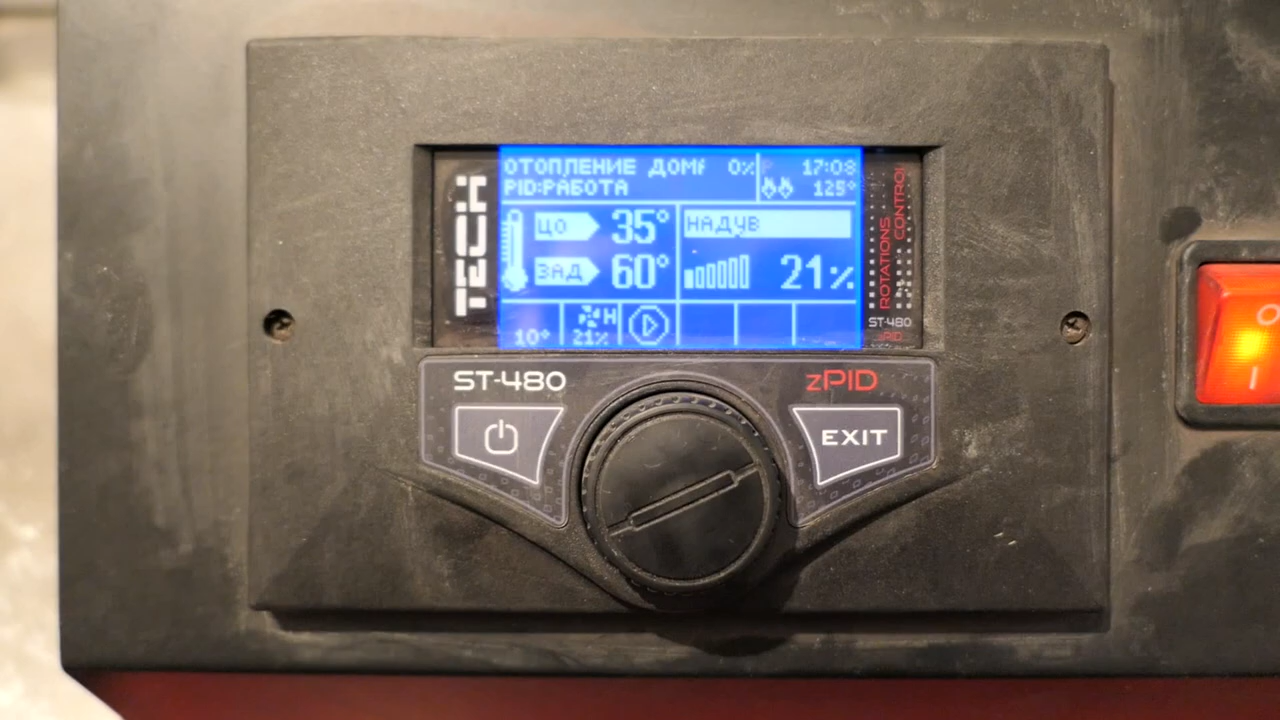 ОТОПЛЕНИЕ ДОМА 0% 17:08
PID:РАБОТА 125°
ЦО 35° НАДУВ
ЗАД 60° 21%
10° 21% H
TECH
ROTATIONS CONTROL
ST-480
zPID
ST-480 zPID
EXIT
O
I